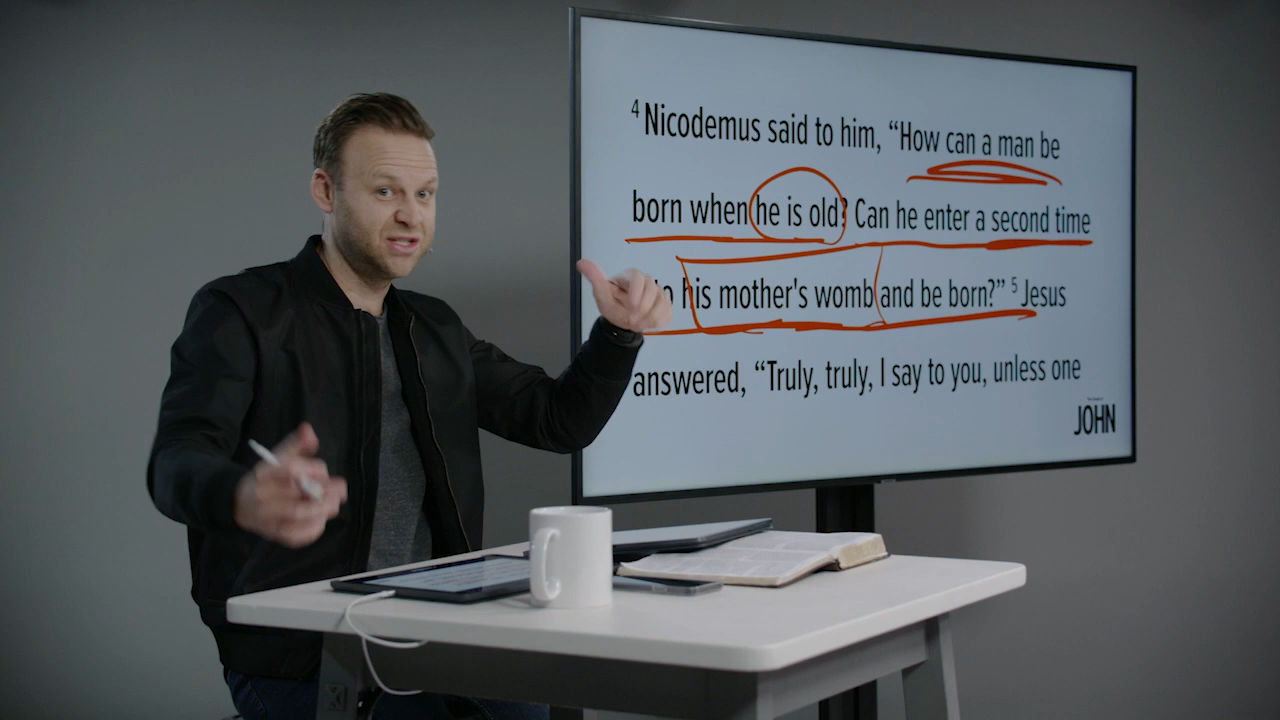 4 Nicodemus said to him, “How can a man be
born when he is old? Can he enter a second time
his mother's womb and be born?” 5 Jesus
answered, “Truly, truly, I say to you, unless one
JOHN